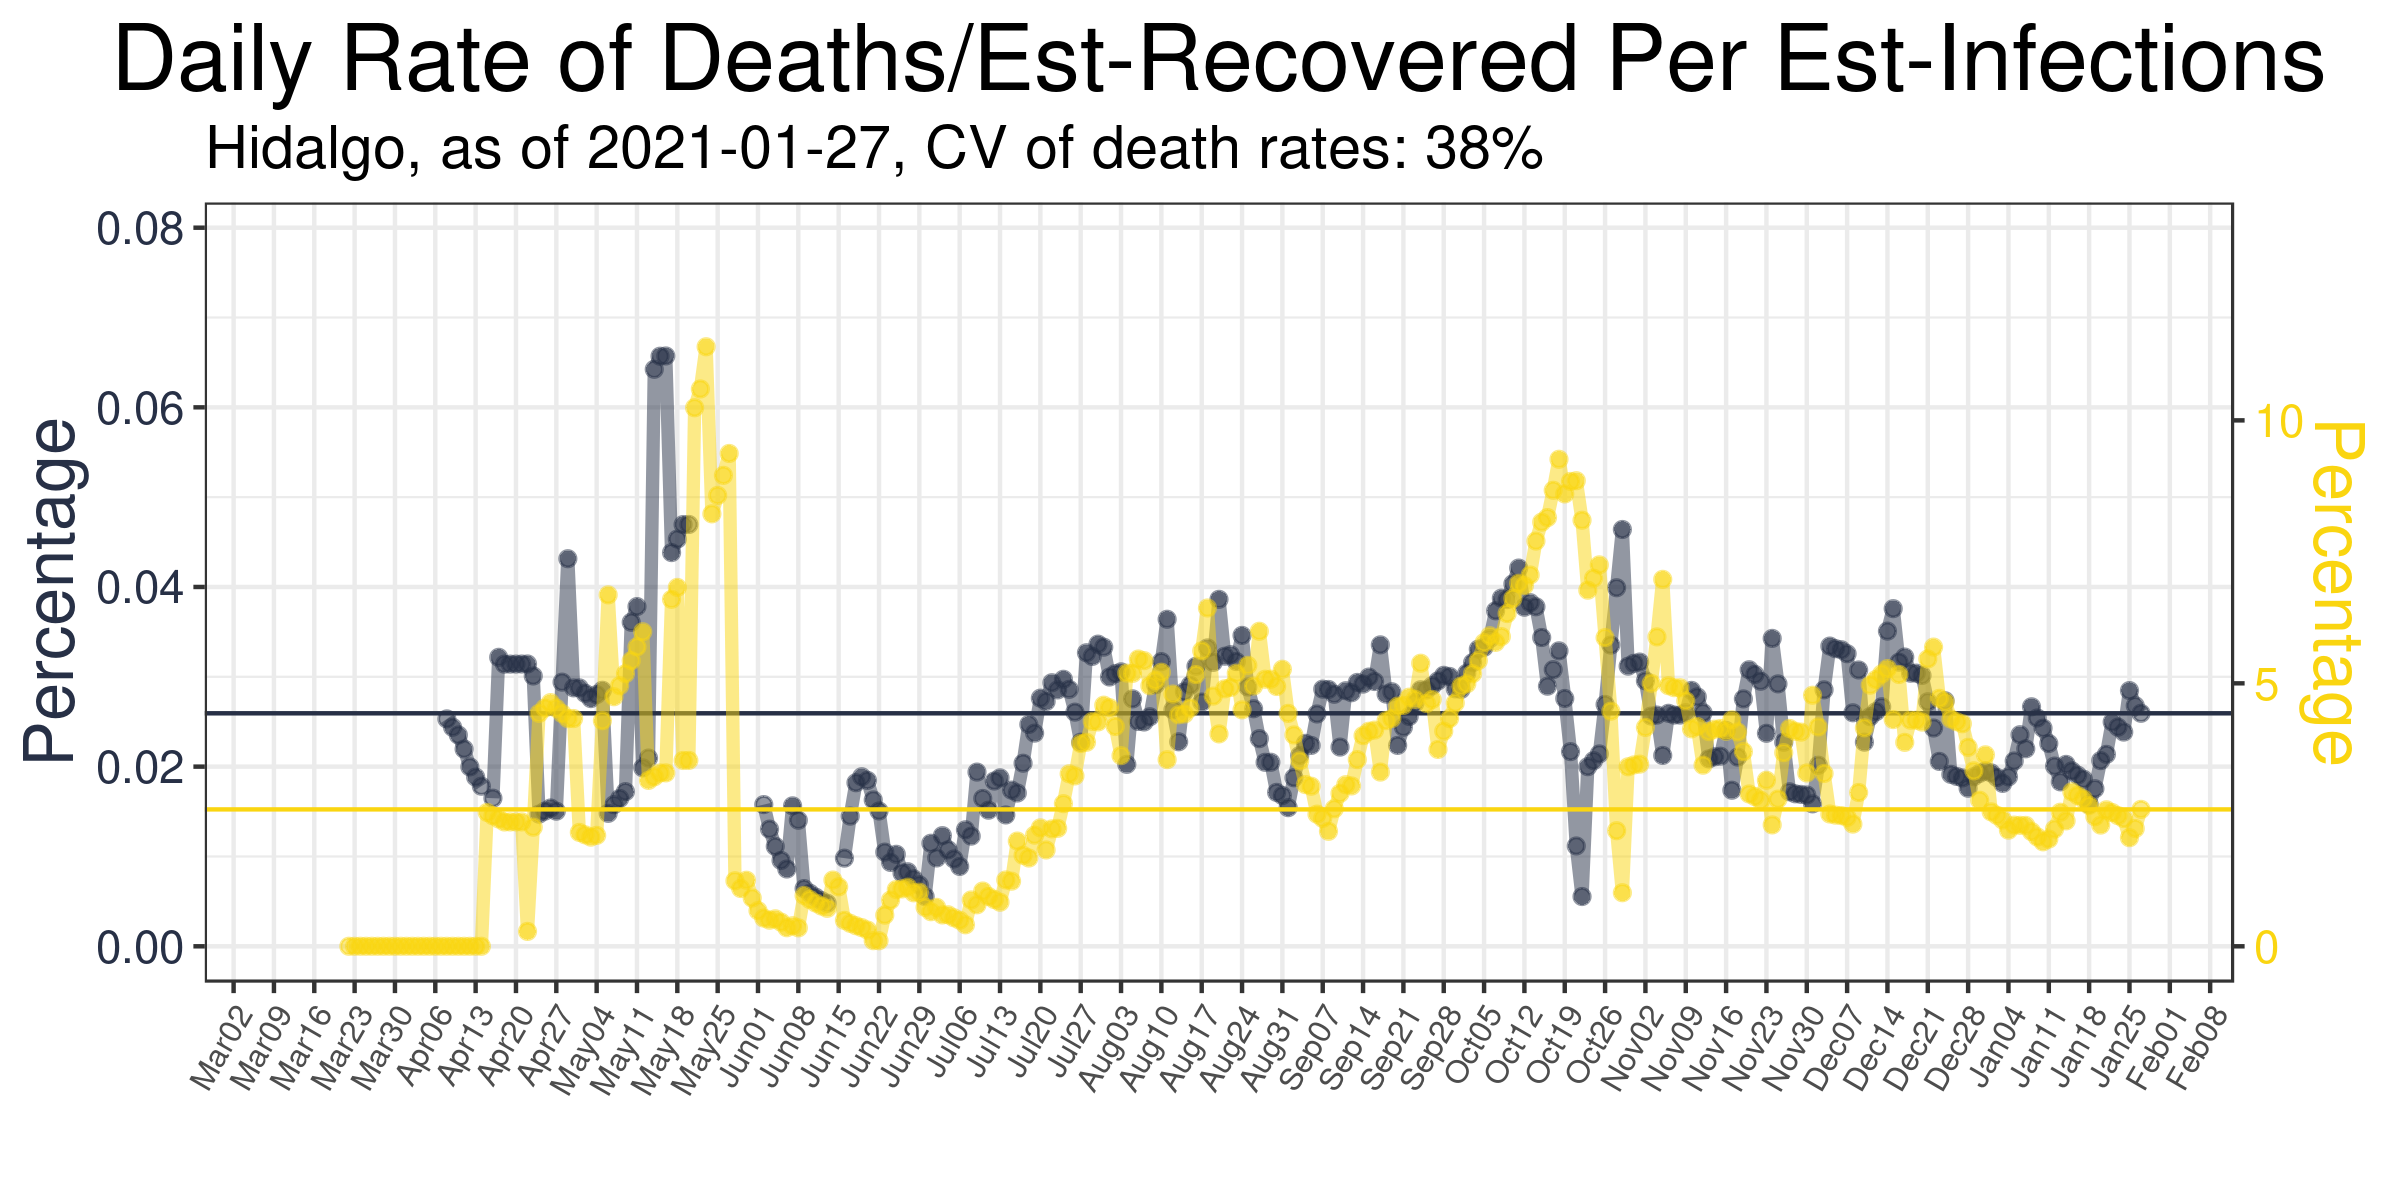 Daily Rate of Deaths/Est-Recovered Per Est-Infections
Hidalgo, as of 2021-01-27, CV of death rates: 38%
Percentage
0.08
0.06
0.04
0.02
0.00
10
5
0
Percentage
Mar02
Mar09
Mar16
Mar23
Mar30
Apr06
Apr13
Apr20
Apr27
May04
May11
May18
May25
Jun01
Jun08
Jun15
Jun22
Jun29
Jul06
Jul13
Jul20
Jul27
Aug03
Aug10
Aug17
Aug24
Aug31
Sep07
Sep14
Sep21
Sep28
Oct05
Oct12
Oct19
Oct26
Nov02
Nov09
Nov16
Nov23
Nov30
Dec07
Dec14
Dec21
Dec28
Jan04
Jan11
Jan18
Jan25
Feb01
Feb08